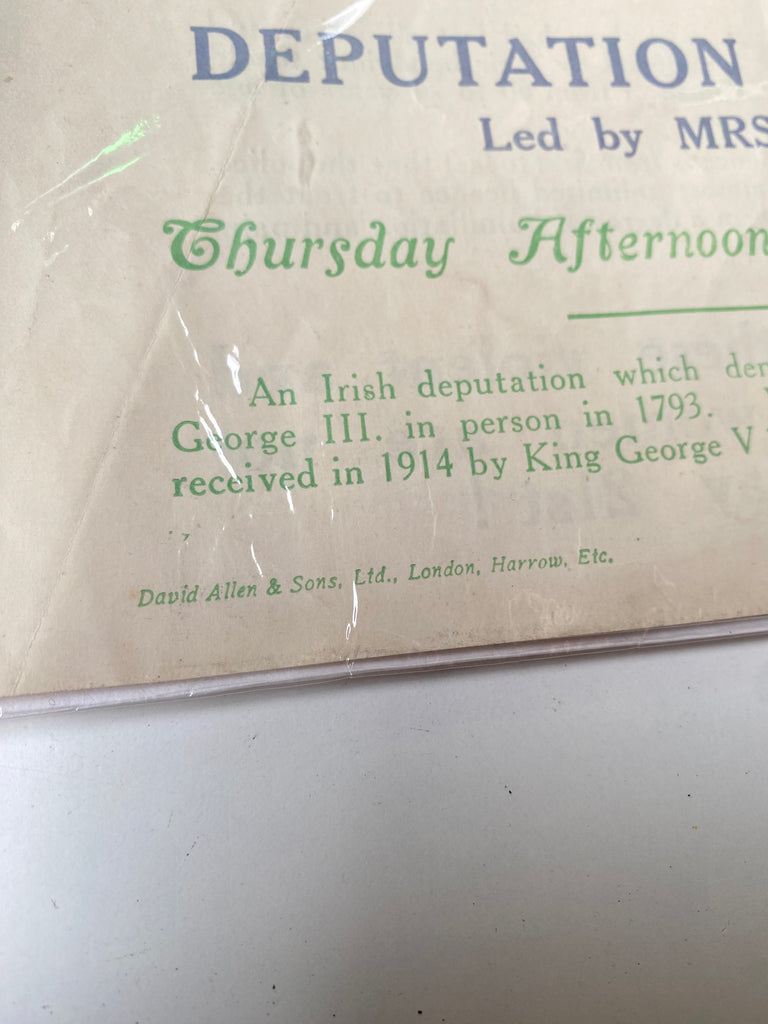 DEPUTATION
Led by MRS
Thursday Afternoon
An Irish deputation which
George III. in person in 1793.
received in 1914 by King George V
David Allen & Sons, Ltd., London, Harrow, Etc.